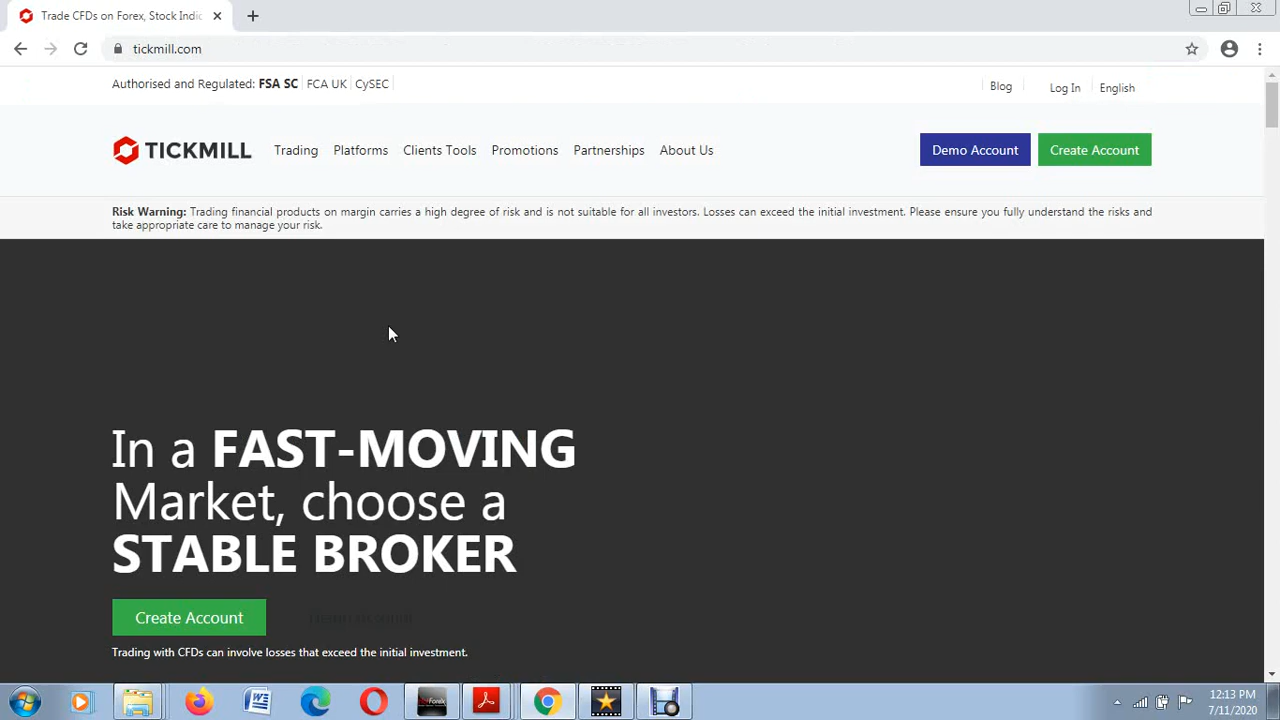 Trade CFDs on Forex, Stock Indic
tickmill.com
Authorised and Regulated: FSA SC FCA UK CySEC
Blog Log In English
TICKMILL Trading Platforms Clients Tools Promotions Partnerships About Us Demo Account Create Account
Risk Warning: Trading financial products on margin carries a high degree of risk and is not suitable for all investors. Losses can exceed the initial investment. Please ensure you fully understand the risks and
take appropriate care to manage your risk.
In a FAST-MOVING
Market, choose a
STABLE BROKER
Create Account
Trading with CFDs can involve losses that exceed the initial investment.
12:13 PM
7/11/2020